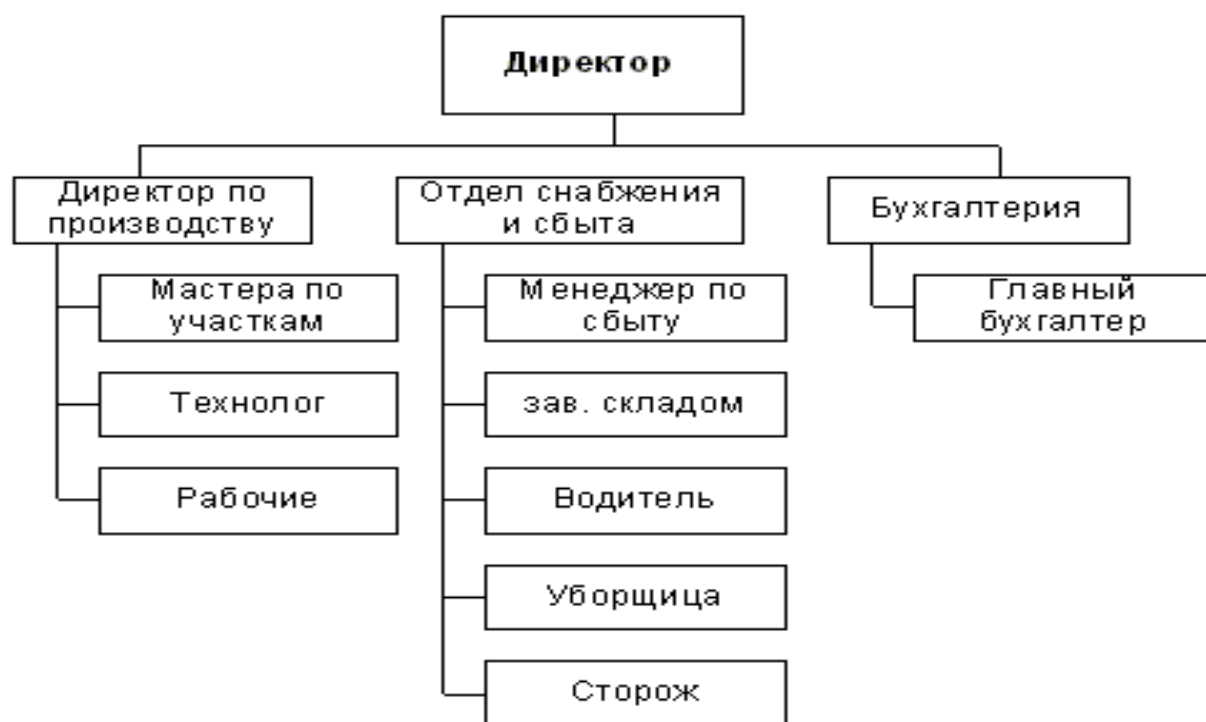 Директор
Директор по
производству
Отдел снабжения
и сбыта
Бухгалтерия
Мастера по
участкам
Менеджер по
сбыту
Главный
бухгалтер
Технолог
зав. складом
Рабочие
Водитель
Уборщица
Сторож